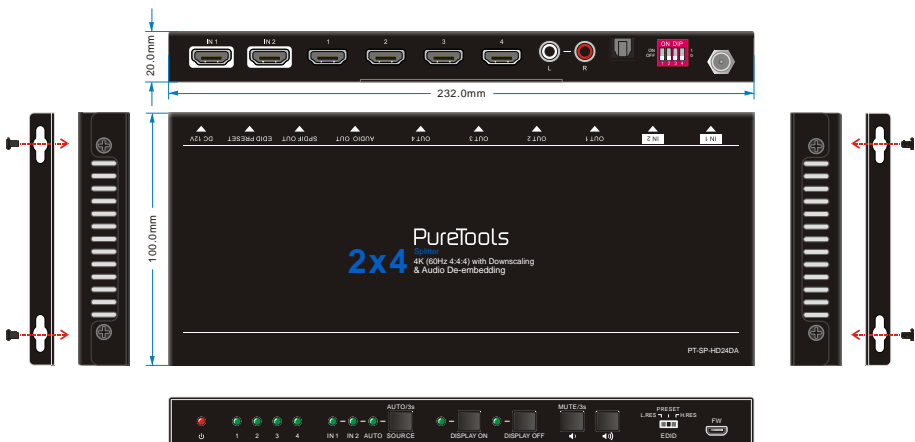 IN 1 IN 2 1 2 3 4
L R
ON DIP
ON
OFF
1 2 3 4
1
0
20.0mm
232.0mm
DC 12V EDID PRESET SPDIF OUT AUDIO OUT OUT 4 OUT 3 OUT 2 OUT 1 IN 2 IN 1
100.0mm
PureTools
2x4
Splitter
4K (60Hz 4:4:4) with Downscaling
& Audio De-embedding
PT-SP-HD24DA
AUTO/3s MUTE/3s
PRESET
L.RES H.RES
FW
1 2 3 4 IN 1 IN 2 AUTO SOURCE DISPLAY ON DISPLAY OFF EDID